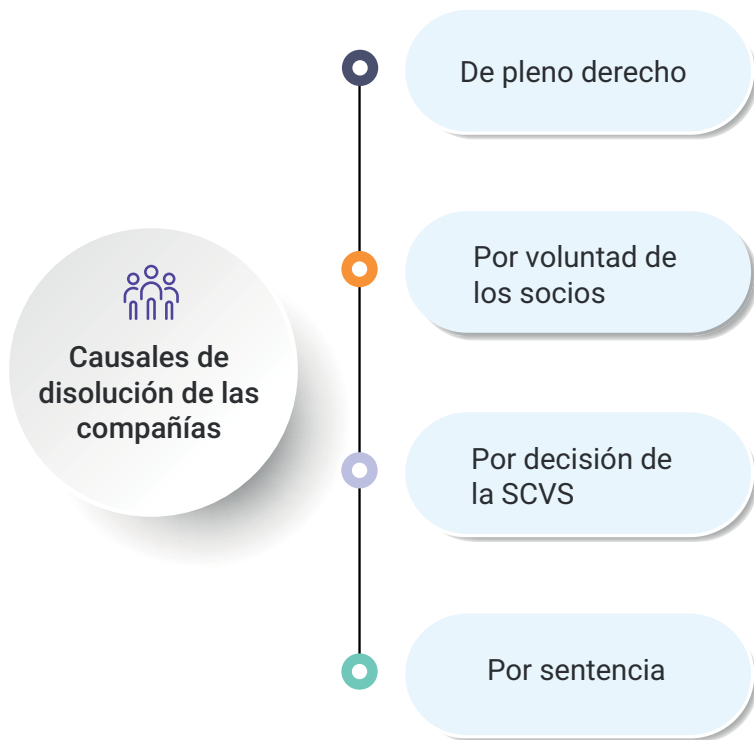 De pleno derecho
Por voluntad de
los socios
Causales de
disolución de las
compañías
Por decisión de
la SCVS
Por sentencia